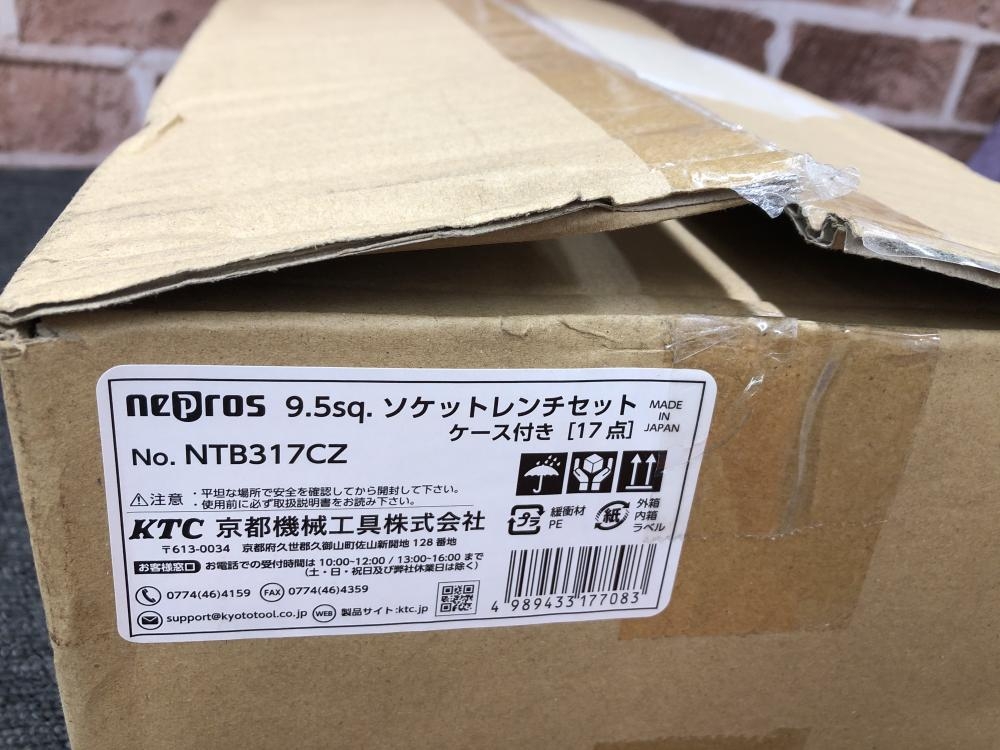 nepros 9.5sq. ソケットレンチセット
ケース付き [17点]
MADE
IN
JAPAN
No. NTB317CZ
⚠注意 : 平坦な場所で安全を確認してから開封して下さい。
: 使用前に必ず取扱説明書をお読み下さい。
プラ
緩衝材
PE
紙
外箱
内箱
ラベル
KTC 京都機械工具株式会社
〒613-0034 京都府久世郡久御山町佐山新開地 128 番地
お客様窓口 お電話での受付時間は 10:00~12:00 / 13:00~16:00 まで
(土・日・祝日及び弊社休業日は除く)
0774(46)4159 FAX 0774(46)4359
support@kyototool.co.jp WEB 製品サイト:ktc.jp
4 989433 177083